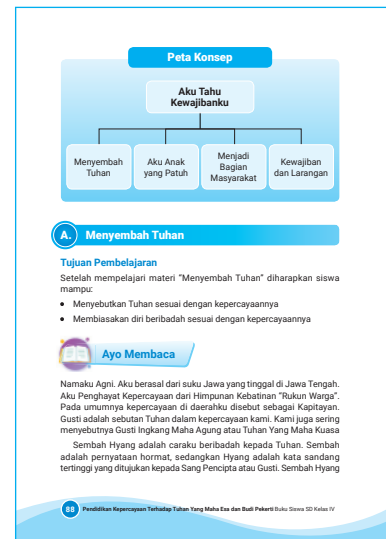 Peta Konsep
Aku Tahu
Kewajibanku
Menyembah
Tuhan
Aku Anak
yang Patuh
Menjadi
Bagian
Masyarakat
Kewajiban
dan Larangan
A. Menyembah Tuhan
Tujuan Pembelajaran
Setelah mempelajari materi "Menyembah Tuhan" diharapkan siswa
mampu:
• Menyebutkan Tuhan sesuai dengan kepercayaannya
• Membiasakan diri beribadah sesuai dengan kepercayaannya
Ayo Membaca
Namaku Agni. Aku berasal dari suku Jawa yang tinggal di Jawa Tengah.
Aku Penghayat Kepercayaan dari Himpunan Kebatinan "Rukun Warga".
Pada umumnya kepercayaan di daerahku disebut sebagai Kapitayan.
Gusti adalah sebutan Tuhan dalam kepercayaan kami. Kami juga sering
menyebutnya Gusti Ingkang Maha Agung atau Tuhan Yang Maha Kuasa
Sembah Hyang adalah caraku beribadah kepada Tuhan. Sembah
adalah pernyataan hormat, sedangkan Hyang adalah kata sandang
tertinggi yang ditujukan kepada Sang Pencipta atau Gusti. Sembah Hyang
88 Pendidikan Kepercayaan Terhadap Tuhan Yang Maha Esa dan Budi Pekerti Buku Siswa SD Kelas IV